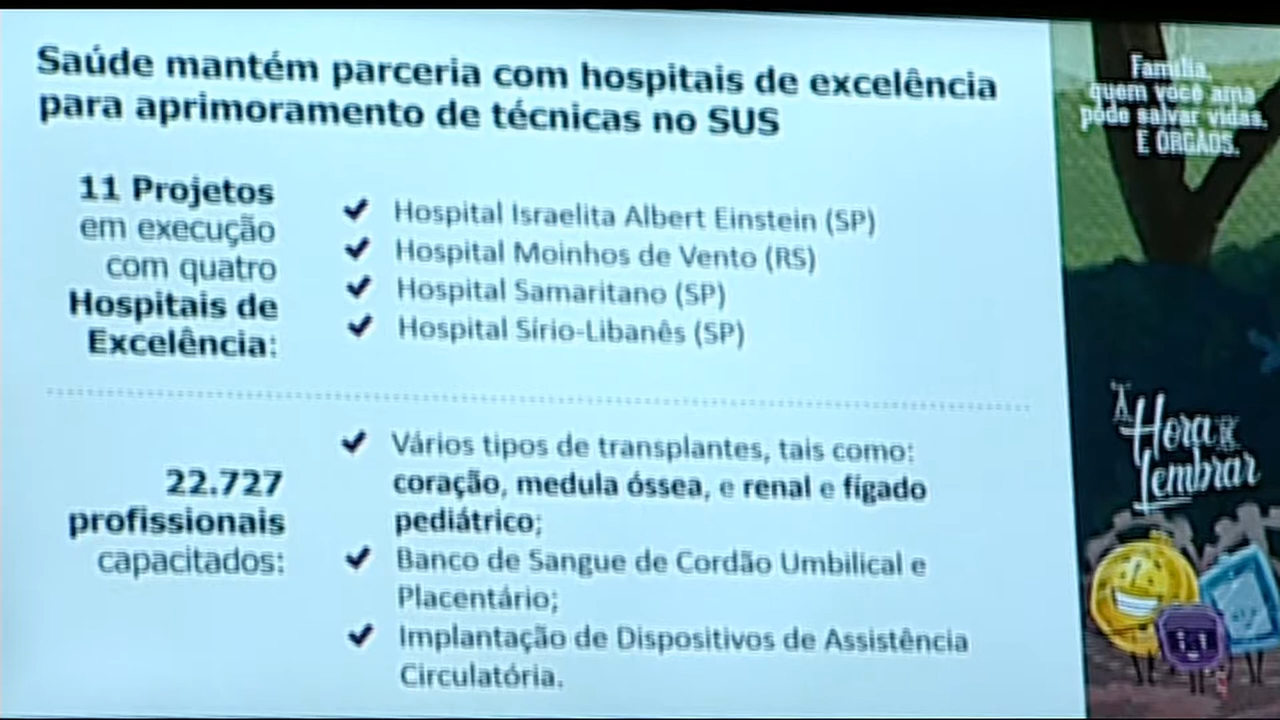 Saúde mantém parceria com hospitais de excelência
para aprimoramento de técnicas no SUS
11 Projetos
em execução
com quatro
Hospitais de
Excelência:
✔ Hospital Israelita Albert Einstein (SP)
✔ Hospital Moinhos de Vento (RS)
✔ Hospital Samaritano (SP)
✔ Hospital Sírio-Libanês (SP)
22.727
profissionais
capacitados:
✔ Vários tipos de transplantes, tais como:
coração, medula óssea, e renal e fígado
pediátrico;
✔ Banco de Sangue de Cordão Umbilical e
Placentário;
✔ Implantação de Dispositivos de Assistência
Circulatória.
Família,
quem você ama
pode salvar vidas.
E ÓRGÃOS.
A
Hora é
Lembrar